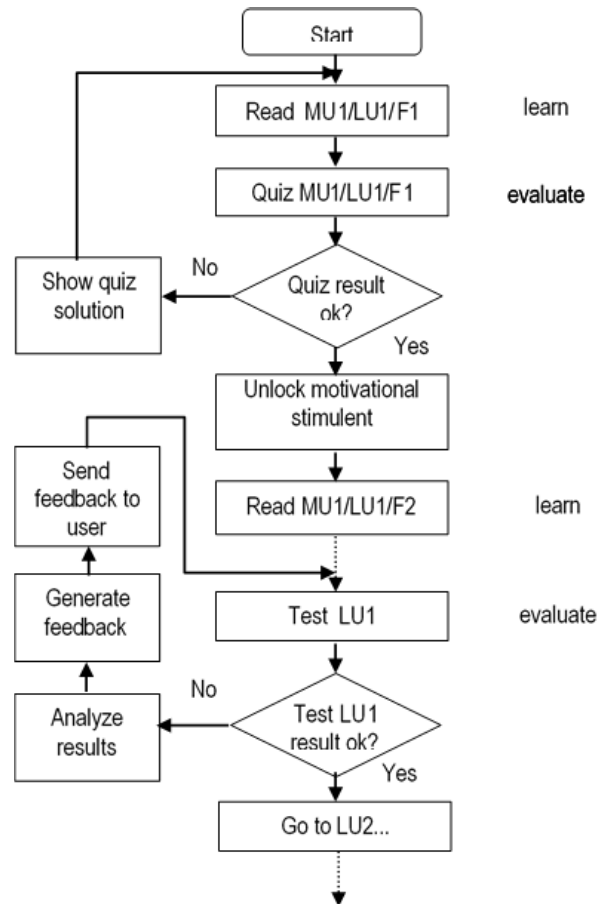 Start
Read MU1/LU1/F1
learn
Quiz MU1/LU1/F1
evaluate
No
Show quiz
solution
Quiz result
ok?
Yes
Unlock motivational
stimulent
Send
feedback to
user
Read MU1/LU1/F2
learn
Generate
feedback
Test LU1
evaluate
No
Analyze
results
Test LU1
result ok?
Yes
Go to LU2...